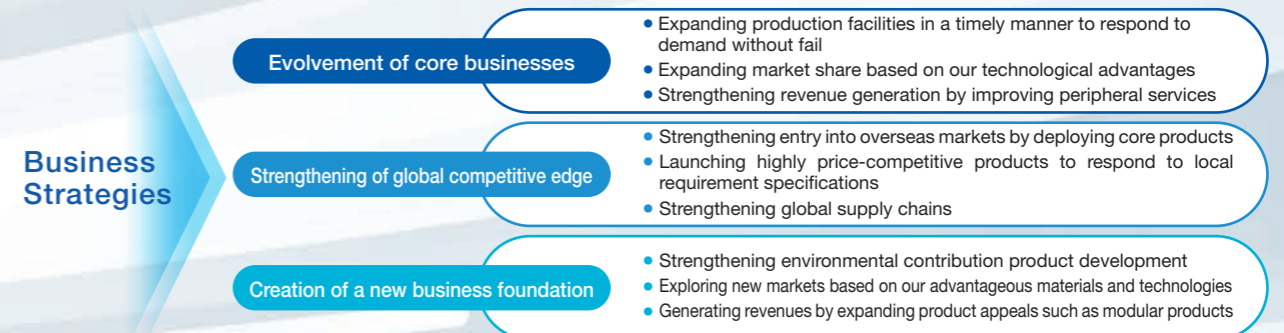 Business
Strategies
Evolvement of core businesses
● Expanding production facilities in a timely manner to respond to
demand without fail
● Expanding market share based on our technological advantages
● Strengthening revenue generation by improving peripheral services
Strengthening of global competitive edge
● Strengthening entry into overseas markets by deploying core products
● Launching highly price-competitive products to respond to local
requirement specifications
● Strengthening global supply chains
Creation of a new business foundation
● Strengthening environmental contribution product development
● Exploring new markets based on our advantageous materials and technologies
● Generating revenues by expanding product appeals such as modular products